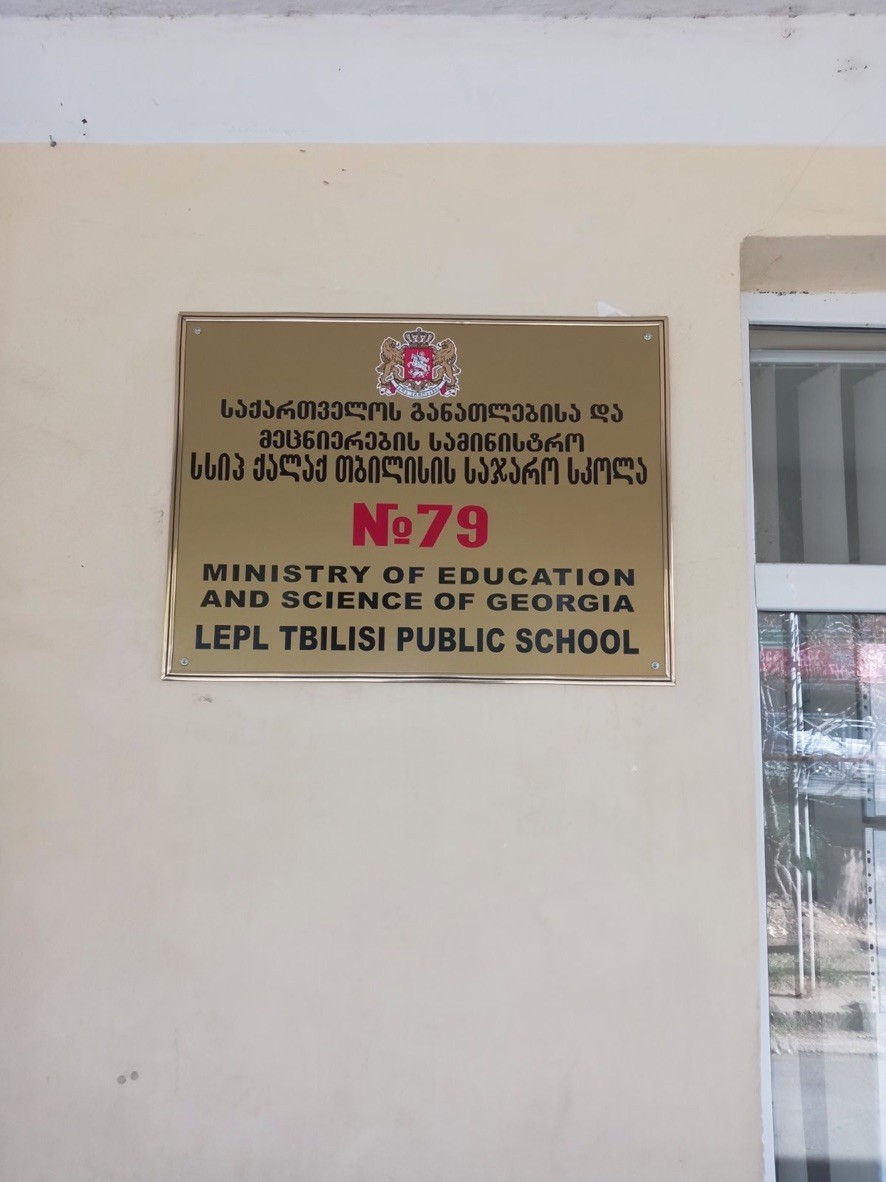 საქართველოს განათლებისა და
მეცნიერების სამინისტრო
სსიპ ქალაქ თბილისის საჯარო სკოლა
№79
MINISTRY OF EDUCATION
AND SCIENCE OF GEORGIA
LEPL TBILISI PUBLIC SCHOOL